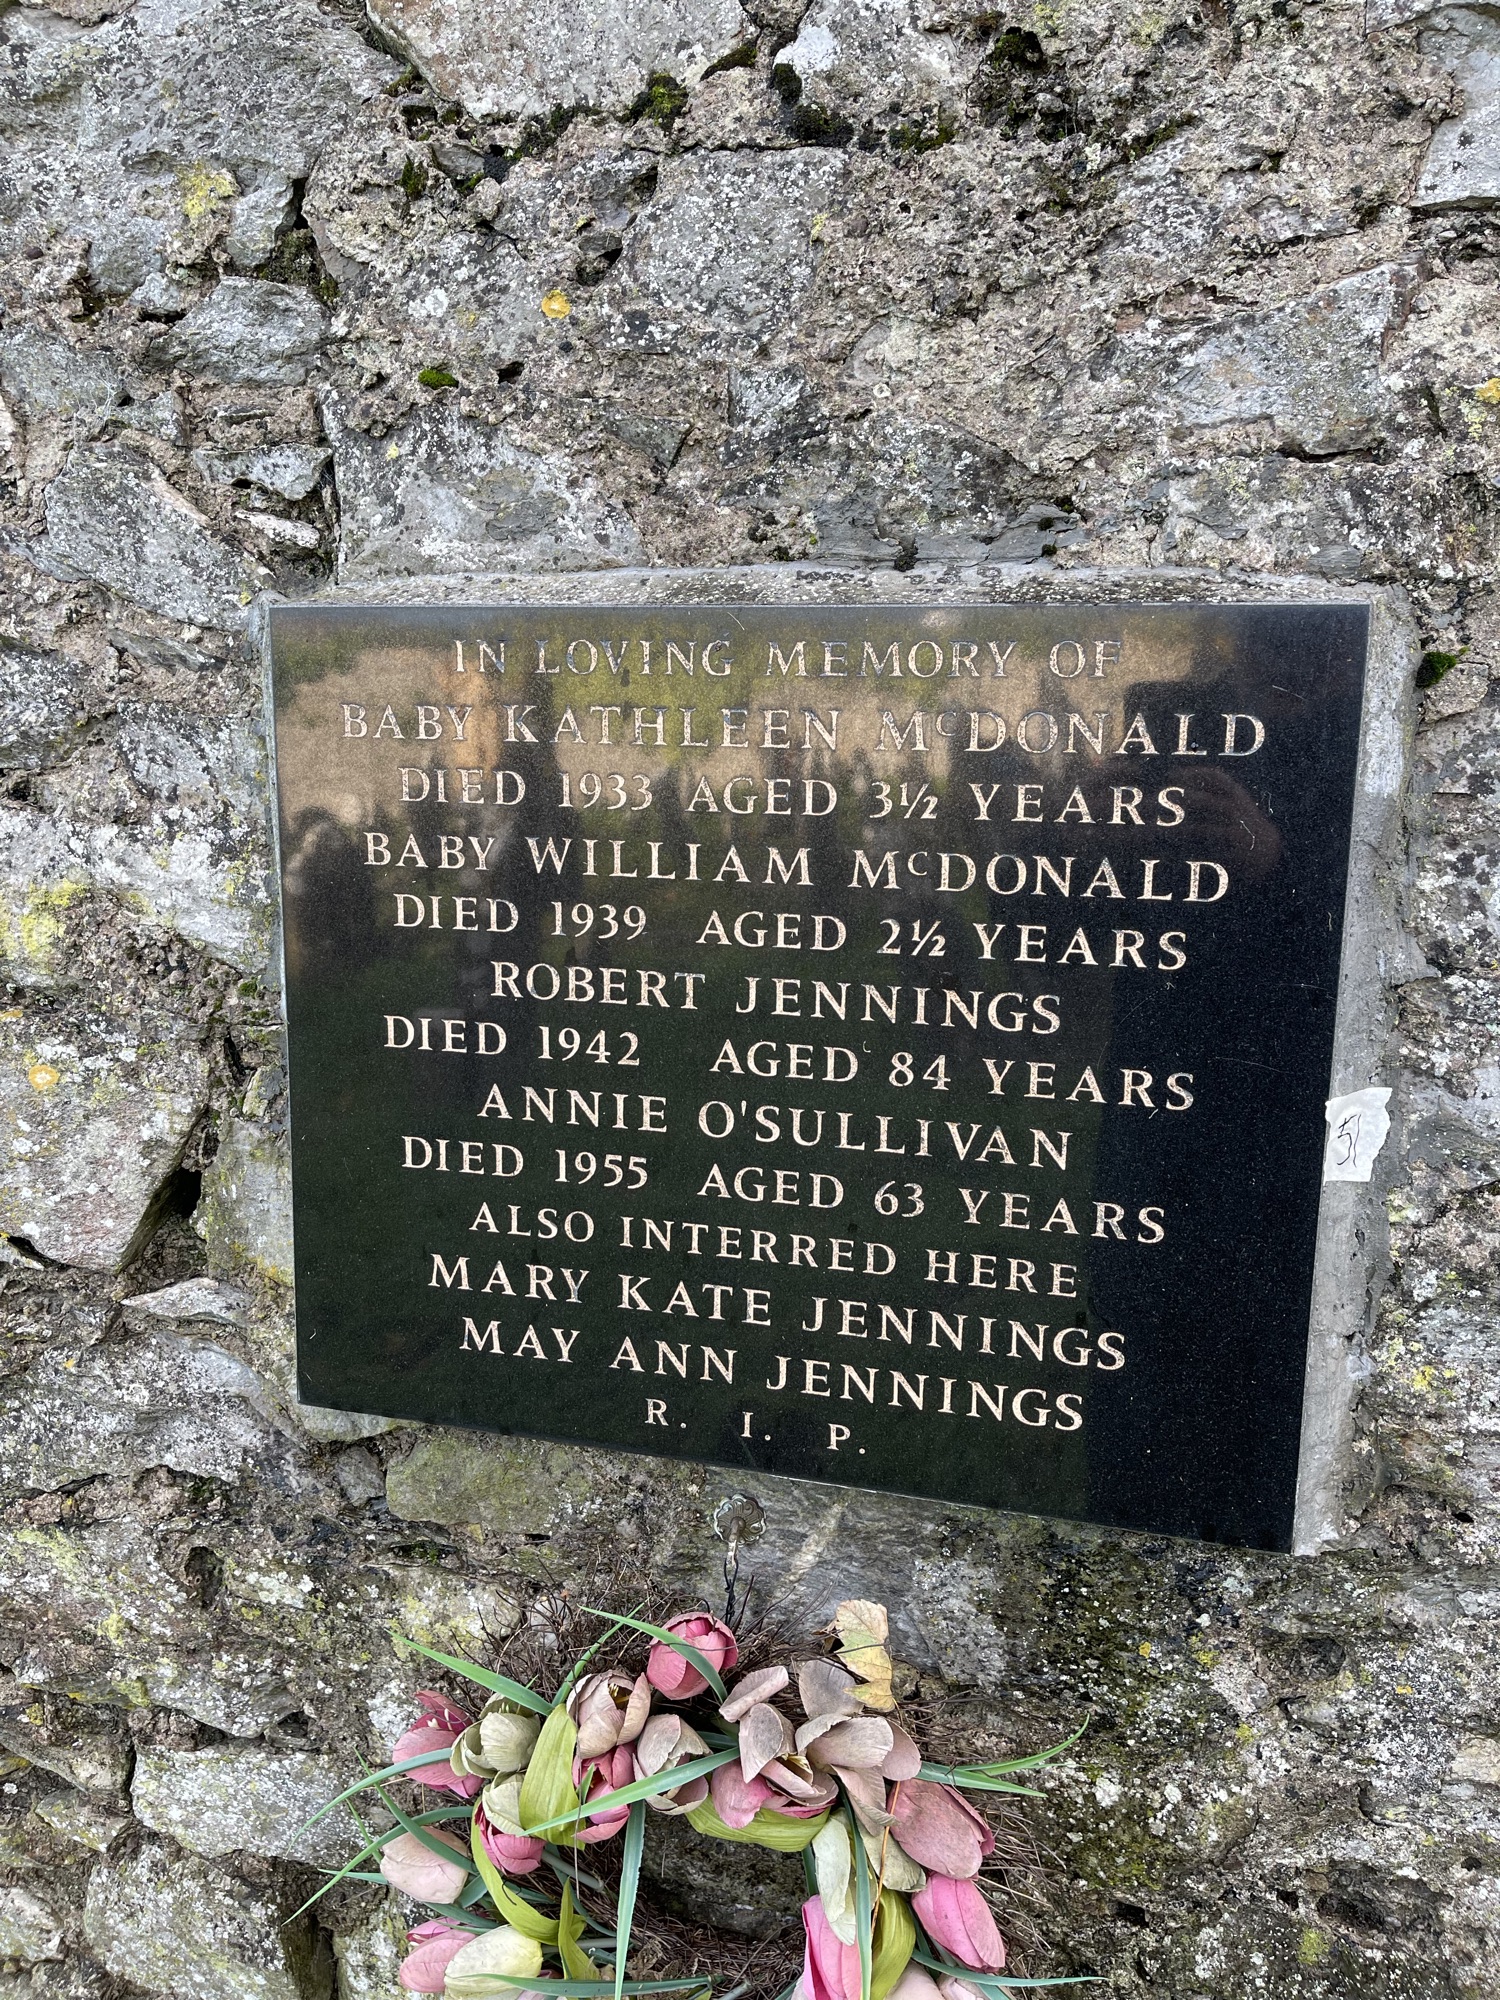 IN LOVING MEMORY OF
BABY KATHLEEN McDONALD
DIED 1933 AGED 3½ YEARS
BABY WILLIAM McDONALD
DIED 1939 AGED 2½ YEARS
ROBERT JENNINGS
DIED 1942 AGED 84 YEARS
ANNIE O'SULLIVAN
DIED 1955 AGED 63 YEARS
ALSO INTERRED HERE
MARY KATE JENNINGS
MAY ANN JENNINGS
R. I. P.